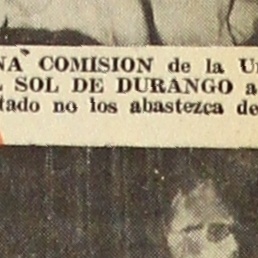 NA COMISION de la U
L SOL DE DURANGO a
tado no los abastezca de